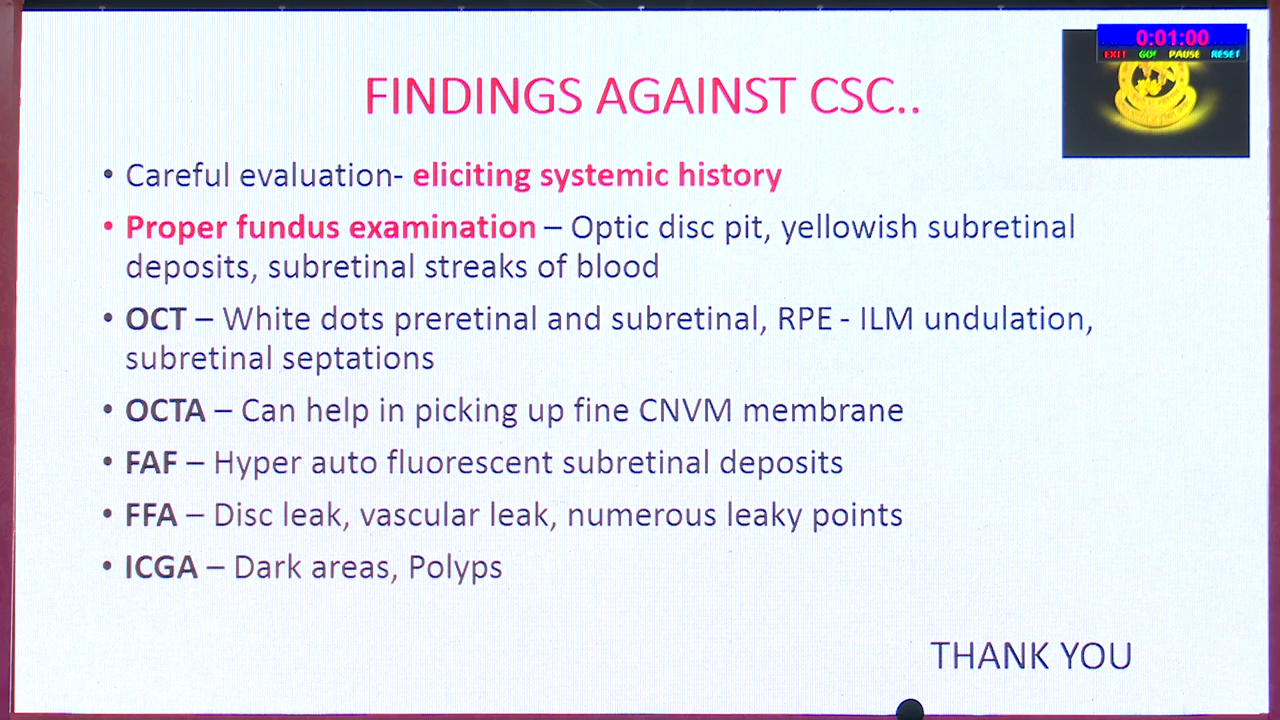 0:01:00
EXIT GO! PAUSE RESET
FINDINGS AGAINST CSC..
• Careful evaluation- eliciting systemic history
• Proper fundus examination – Optic disc pit, yellowish subretinal
deposits, subretinal streaks of blood
• OCT – White dots preretinal and subretinal, RPE - ILM undulation,
subretinal septations
• OCTA – Can help in picking up fine CNVM membrane
• FAF – Hyper auto fluorescent subretinal deposits
• FFA – Disc leak, vascular leak, numerous leaky points
• ICGA – Dark areas, Polyps
THANK YOU